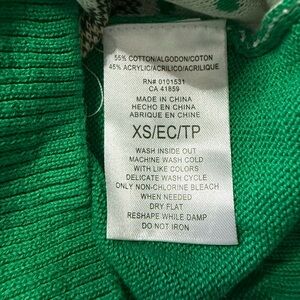 55% COTTON/ALGODON/COTON
45% ACRYLIC/ACRILICO/ACRILIQUE
RN# 0101531
CA 41859
MADE IN CHINA
HECHO EN CHINA
FABRIQUE EN CHINE
XS/EC/TP
WASH INSIDE OUT
MACHINE WASH COLD
WITH LIKE COLORS
DELICATE WASH CYCLE
ONLY NON-CHLORINE BLEACH
WHEN NEEDED
DRY FLAT
RESHAPE WHILE DAMP
DO NOT IRON